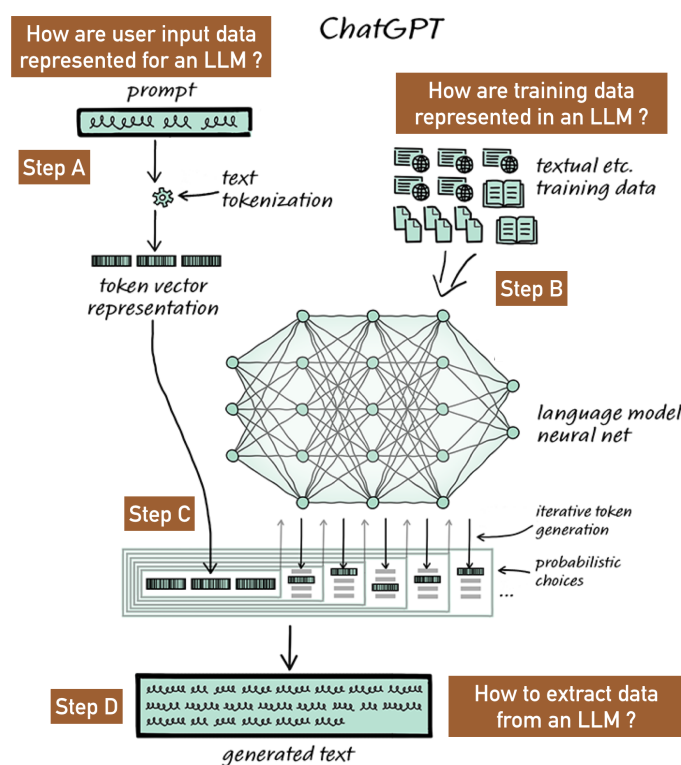 ChatGPT
How are user input data
represented for an LLM ?
prompt
How are training data
represented in an LLM ?
Step A
text
tokenization
textual etc.
training data
token vector
representation
Step B
language model
neural net
Step C
iterative token
generation
probabilistic
choices
...
Step D
How to extract data
from an LLM ?
generated text